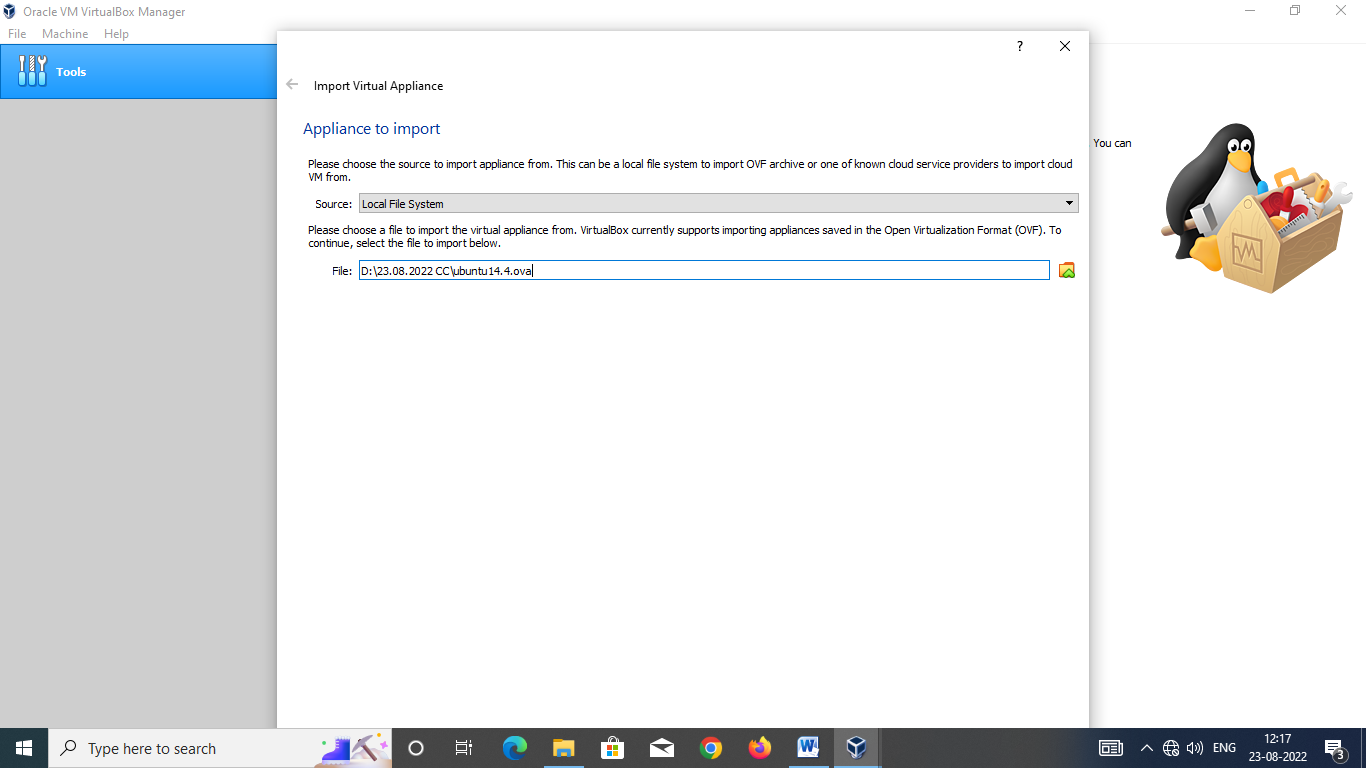 Oracle VM VirtualBox Manager
File Machine Help
Tools
?
Import Virtual Appliance
Appliance to import
Please choose the source to import appliance from. This can be a local file system to import OVF archive or one of known cloud service providers to import cloud
VM from.
Source: Local File System
Please choose a file to import the virtual appliance from. VirtualBox currently supports importing appliances saved in the Open Virtualization Format (OVF). To
continue, select the file to import below.
File: D:\23.08.2022 CC\ubuntu14.4.ova
You can
Type here to search
ENG
12:17
23-08-2022
3